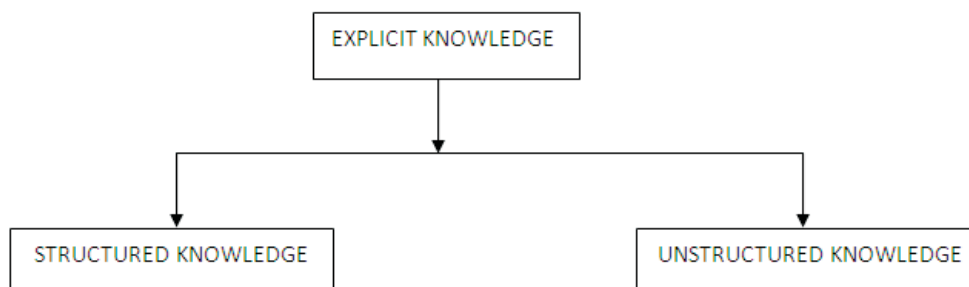 EXPLICIT KNOWLEDGE
STRUCTURED KNOWLEDGE
UNSTRUCTURED KNOWLEDGE